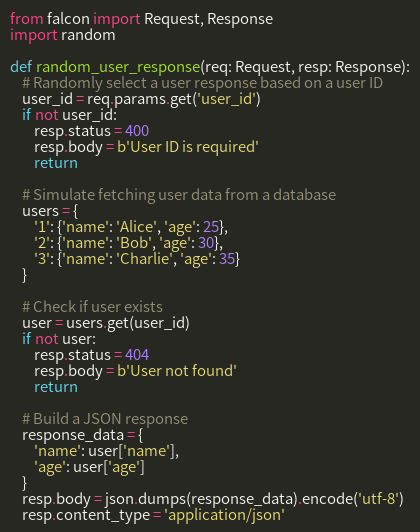 from falcon import Request, Response
import random

def random_user_response(req: Request, resp: Response):
    # Randomly select a user response based on a user ID
    user_id = req.params.get('user_id')
    if not user_id:
        resp.status = 400
        resp.body = b'User ID is required'
        return

    # Simulate fetching user data from a database
    users = {
        '1': {'name': 'Alice', 'age': 25},
        '2': {'name': 'Bob', 'age': 30},
        '3': {'name': 'Charlie', 'age': 35}
    }

    # Check if user exists
    user = users.get(user_id)
    if not user:
        resp.status = 404
        resp.body = b'User not found'
        return

    # Build a JSON response
    response_data = {
        'name': user['name'],
        'age': user['age']
    }
    resp.body = json.dumps(response_data).encode('utf-8')
    resp.content_type = 'application/json'